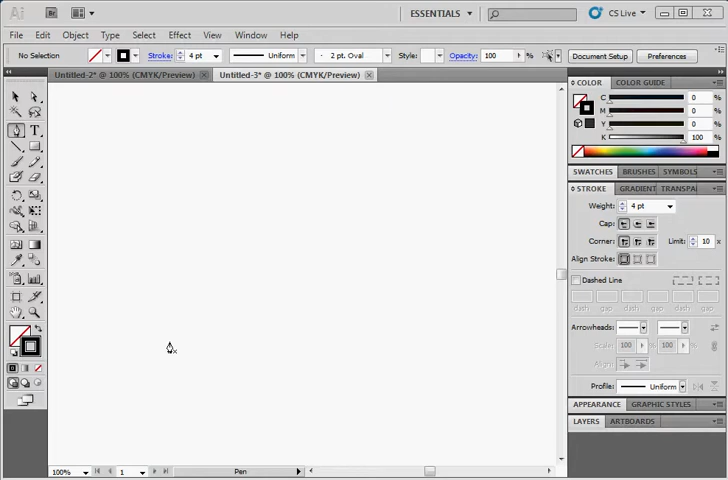 Ai Br ESSENTIALS CS Live
File Edit Object Type Select Effect View Window Help
No Selection Stroke: 4 pt Uniform 2 pt. Oval Style: Opacity: 100 % Document Setup Preferences
Untitled-2* @ 100% (CMYK/Preview) Untitled-3* @ 100% (CMYK/Preview)
COLOR COLOR GUIDE
C 0 %
M 0 %
Y 0 %
K 100 %
SWATCHES BRUSHES SYMBOLS
STROKE GRADIENT TRANSPA
Weight: 4 pt
Cap:
Corner: Limit: 10 x
Align Stroke:
Dashed Line
dash gap dash gap dash gap
Arrowheads:
Scale: 100 % 100 %
Align:
Profile: Uniform
APPEARANCE GRAPHIC STYLES
LAYERS ARTBOARDS
100% 1 Pen